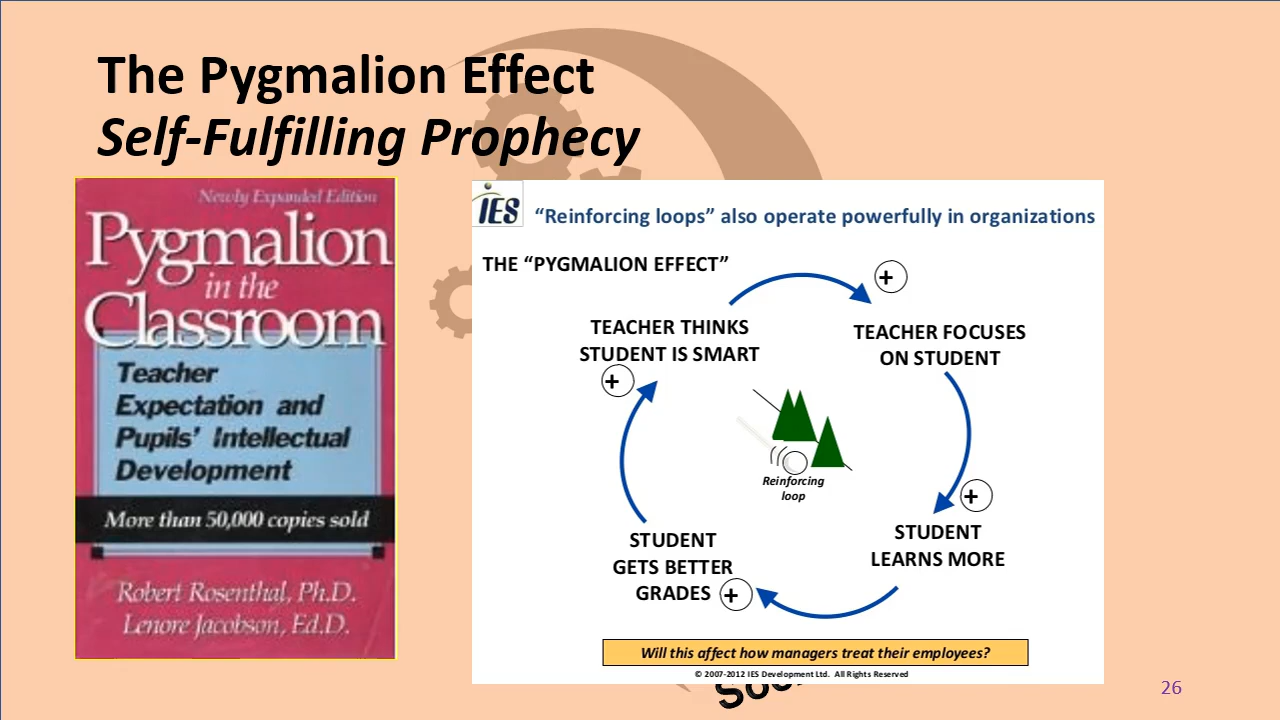 The Pygmalion Effect
Self-Fulfilling Prophecy
Newly Expanded Edition
Pygmalion
in the
Classroom
Teacher
Expectation and
Pupils' Intellectual
Development
More than 50,000 copies sold
Robert Rosenthal, Ph.D.
Lenore Jacobson, Ed.D.
IES
“Reinforcing loops” also operate powerfully in organizations
THE “PYGMALION EFFECT”
+
TEACHER THINKS
STUDENT IS SMART
+
TEACHER FOCUSES
ON STUDENT
+
STUDENT
LEARNS MORE
STUDENT
GETS BETTER
GRADES +
Reinforcing
loop
Will this affect how managers treat their employees?
© 2007-2012 IES Development Ltd. All Rights Reserved
26